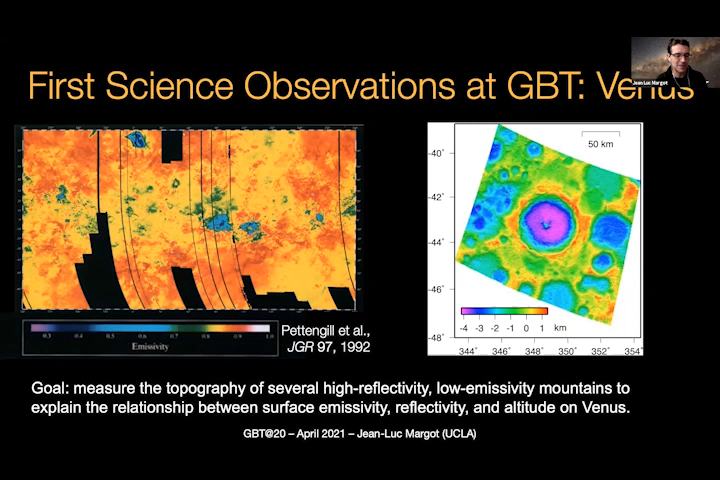 Jean-Luc Margot
First Science Observations at GBT: Venus
50 km
-40°
-42°
-44°
-46°
-48°
-4 -3 -2 -1 0 1 km
344° 346° 348° 350° 352° 354°
0.3 0.4 0.5 0.6 0.7 0.8 0.9 1.0
Emissivity
Pettengill et al.,
JGR 97, 1992
Goal: measure the topography of several high-reflectivity, low-emissivity mountains to
explain the relationship between surface emissivity, reflectivity, and altitude on Venus.
GBT@20 – April 2021 – Jean-Luc Margot (UCLA)